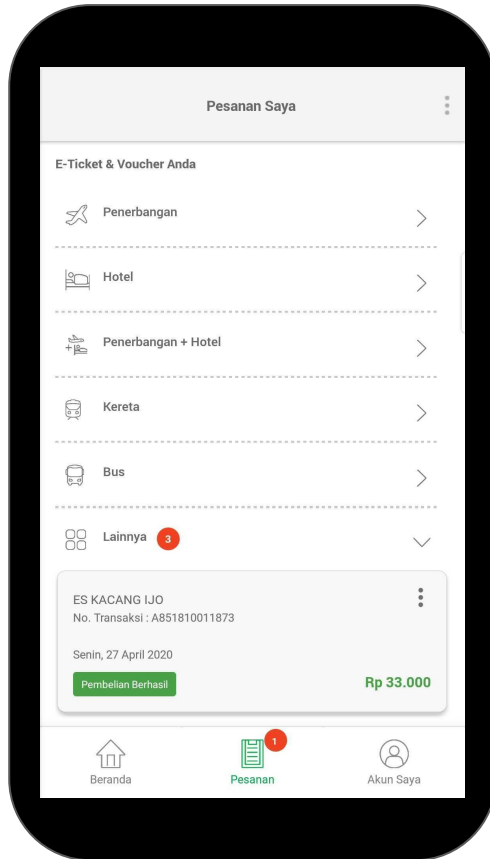 Pesanan Saya
E-Ticket & Voucher Anda
Penerbangan
Hotel
Penerbangan + Hotel
Kereta
Bus
Lainnya 3
ES KACANG IJO
No. Transaksi : A851810011873
Senin, 27 April 2020
Pembelian Berhasil Rp 33.000
1
Beranda Pesanan Akun Saya